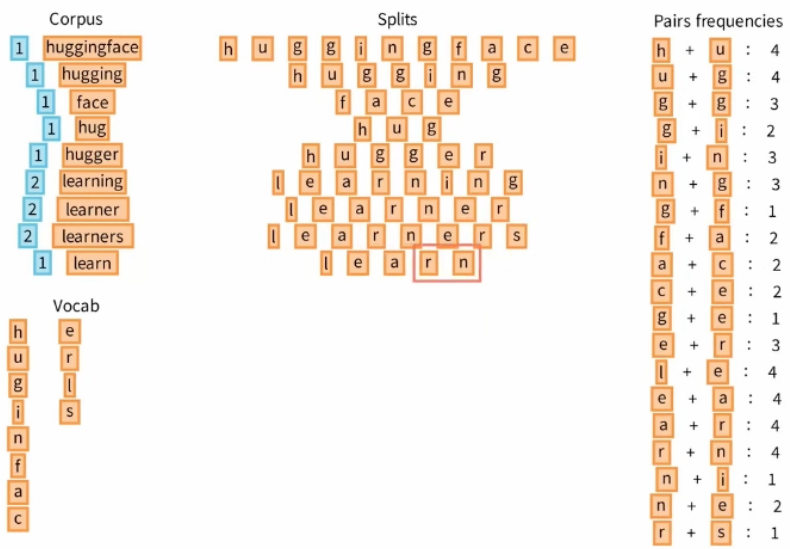 Corpus
1 huggingface
1 hugging
1 face
1 hug
1 hugger
2 learning
2 learner
2 learners
1 learn
Splits
h u g g i n g f a c e
h u g g i n g
f a c e
h u g
h u g g e r
l e a r n i n g
l e a r n e r
l e a r n e r s
l e a r n
Vocab
h
u
g
i
n
f
a
c
e
r
l
s
Pairs frequencies
h + u : 4
u + g : 4
g + g : 3
g + i : 2
i + n : 3
n + g : 3
g + f : 1
f + a : 2
a + c : 2
c + e : 2
g + e : 1
e + r : 3
l + e : 4
e + a : 4
a + r : 4
r + n : 4
n + i : 1
n + e : 2
r + s : 1